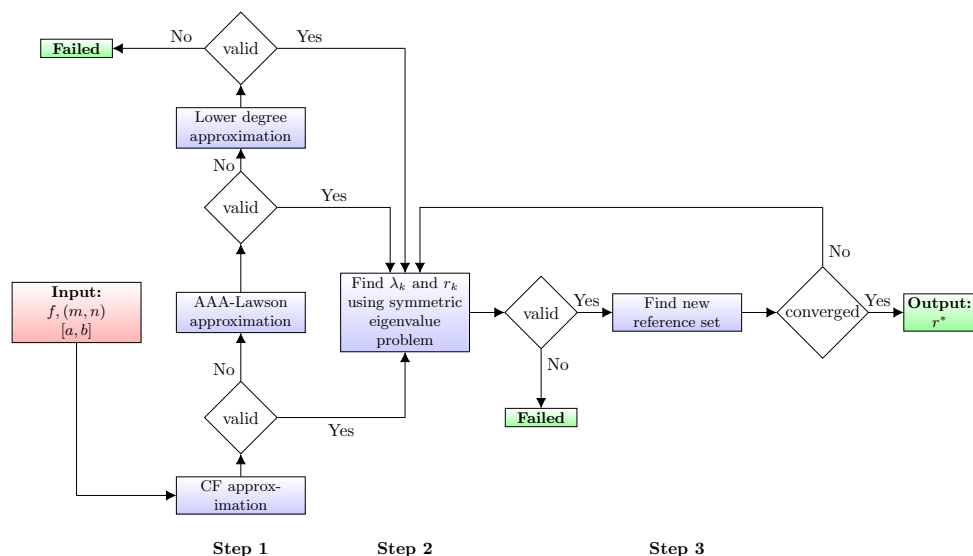 Failed
No
valid
Yes
Lower degree
approximation
No
valid
Yes
No
Input:
f, (m, n)
[a, b]
AAA-Lawson
approximation
Find λₖ and rₖ
using symmetric
eigenvalue
problem
valid
Yes
Find new
reference set
converged
Yes
Output:
r*
No
No
valid
Yes
Failed
CF approx-
imation
Step 1
Step 2
Step 3